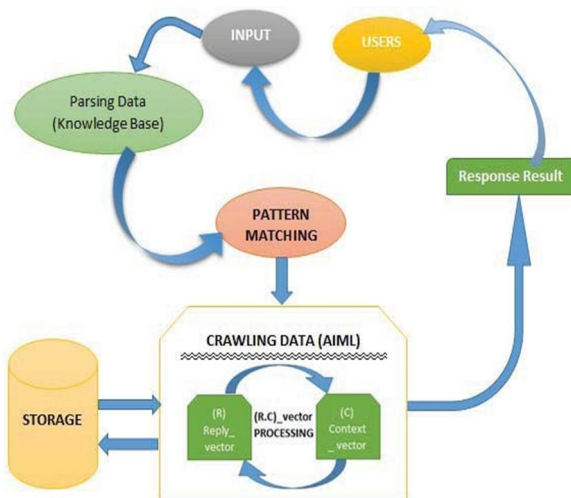 INPUT
USERS
Parsing Data
(Knowledge Base)
Response Result
PATTERN
MATCHING
CRAWLING DATA (AIML)
STORAGE
(R)
Reply_
vector
(R.C)_vector
PROCESSING
(C)
Context
_ vector